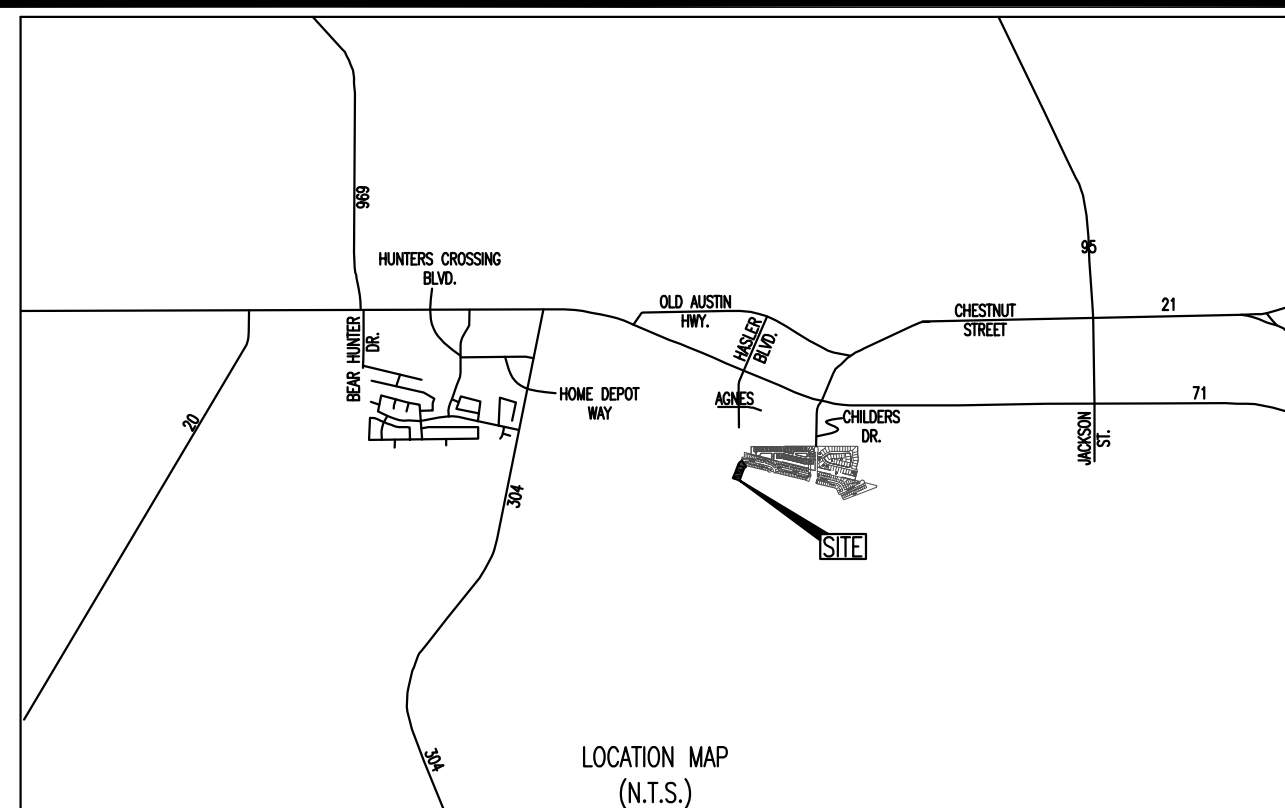 969
95
HUNTERS CROSSING
BLVD.
OLD AUSTIN
HWY.
CHESTNUT
STREET
21
BEAR HUNTER
DR.
HASLER
BLVD.
HOME DEPOT
WAY
AGNES
71
20
CHILDERS
DR.
JACKSON
ST.
304
SITE
304
LOCATION MAP
(N.T.S.)